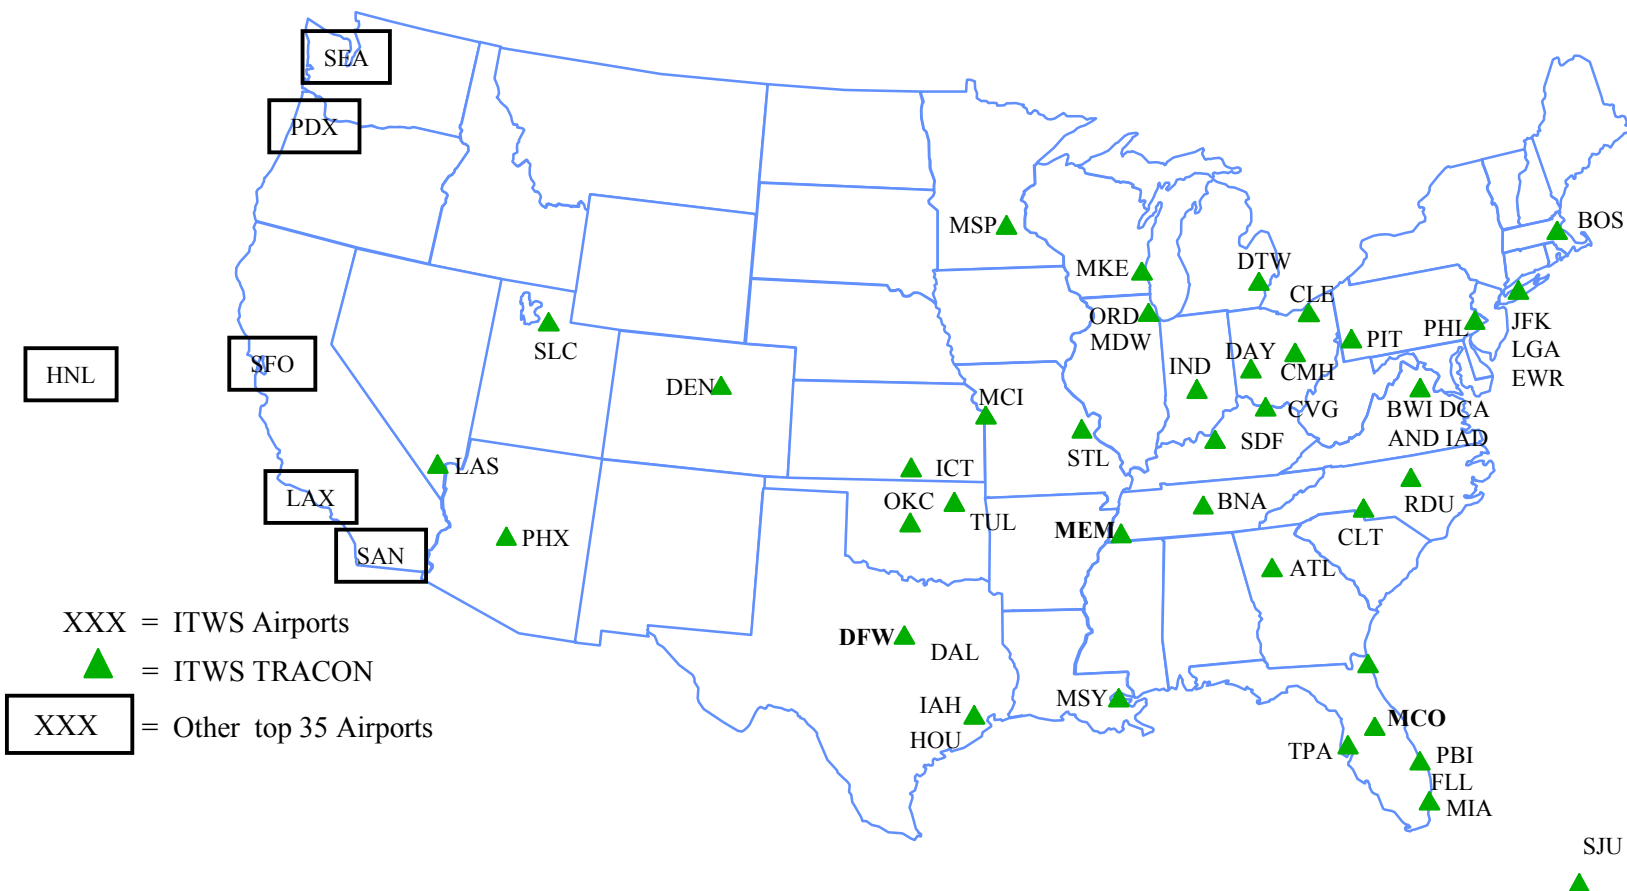 SEA
PDX
MSP
BOS
MKE
DTW
CLE
ORD
MDW
SLC
HNL
SFO
DEN
IND
DAY
CMH
PIT
PHL
JFK
LGA
EWR
MCI
CVG
BWI DCA
AND IAD
SDF
STL
LAS
ICT
LAX
OKC
TUL
BNA
RDU
CLT
MEM
PHX
SAN
ATL
XXX = ITWS Airports
= ITWS TRACON
XXX = Other top 35 Airports
DFW
DAL
IAH
HOU
MSY
MCO
TPA
PBI
FLL
MIA
SJU